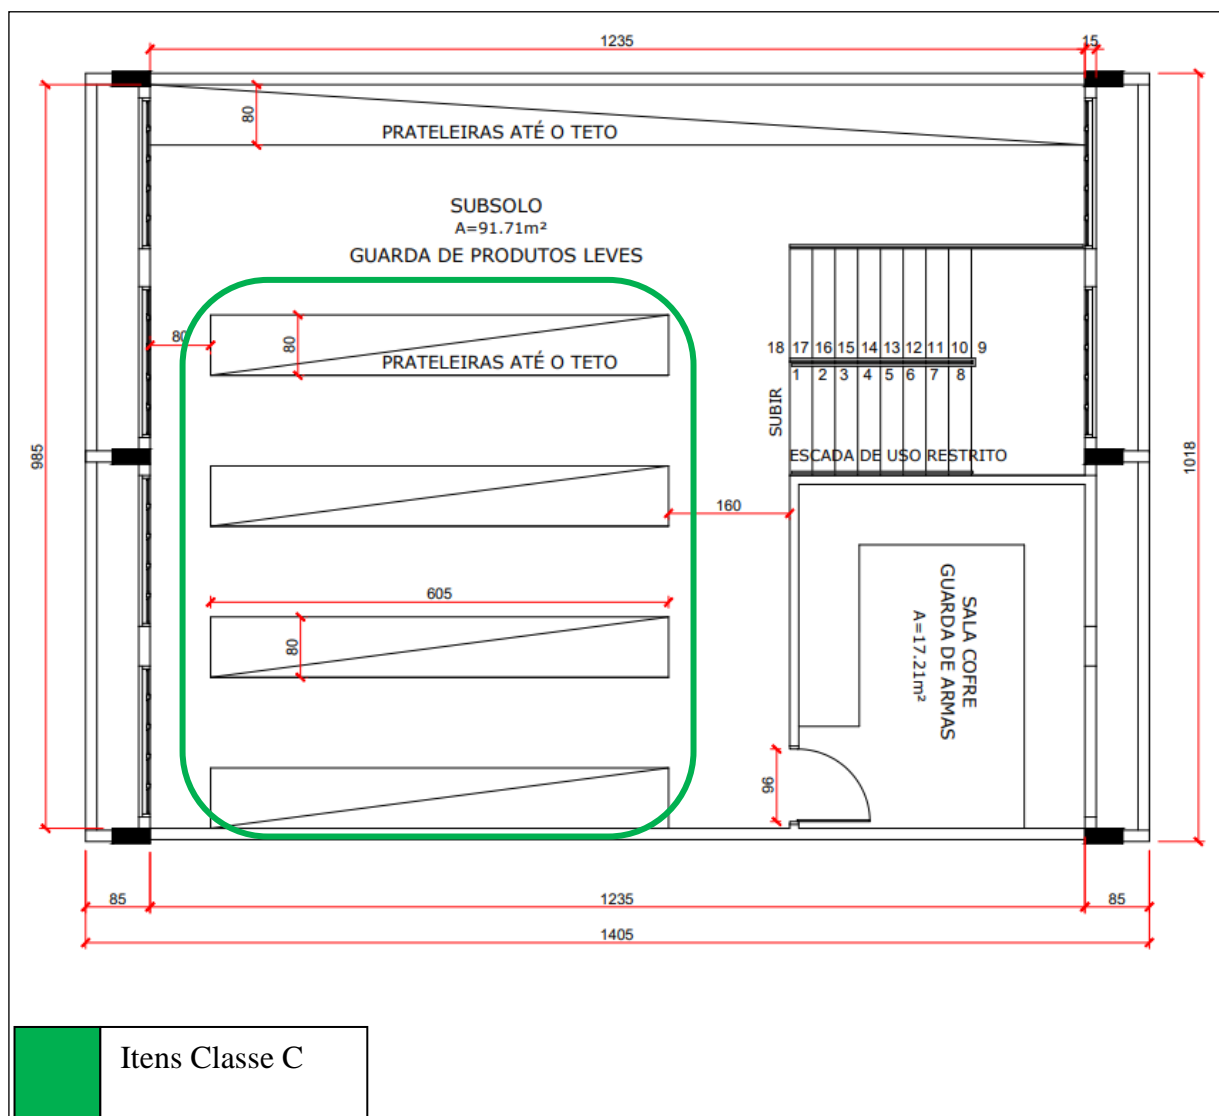 1235
15
80
PRATELEIRAS ATÉ O TETO
SUBSOLO
A=91.71m²
GUARDA DE PRODUTOS LEVES
80
80
PRATELEIRAS ATÉ O TETO
18 17 16 15 14 13 12 11 10 9
1 2 3 4 5 6 7 8
SUBIR
ESCADA DE USO RESTRITO
985
1018
160
605
80
SALA COFRE
GUARDA DE ARMAS
A=17.21m²
96
85
1235
85
1405
Itens Classe C